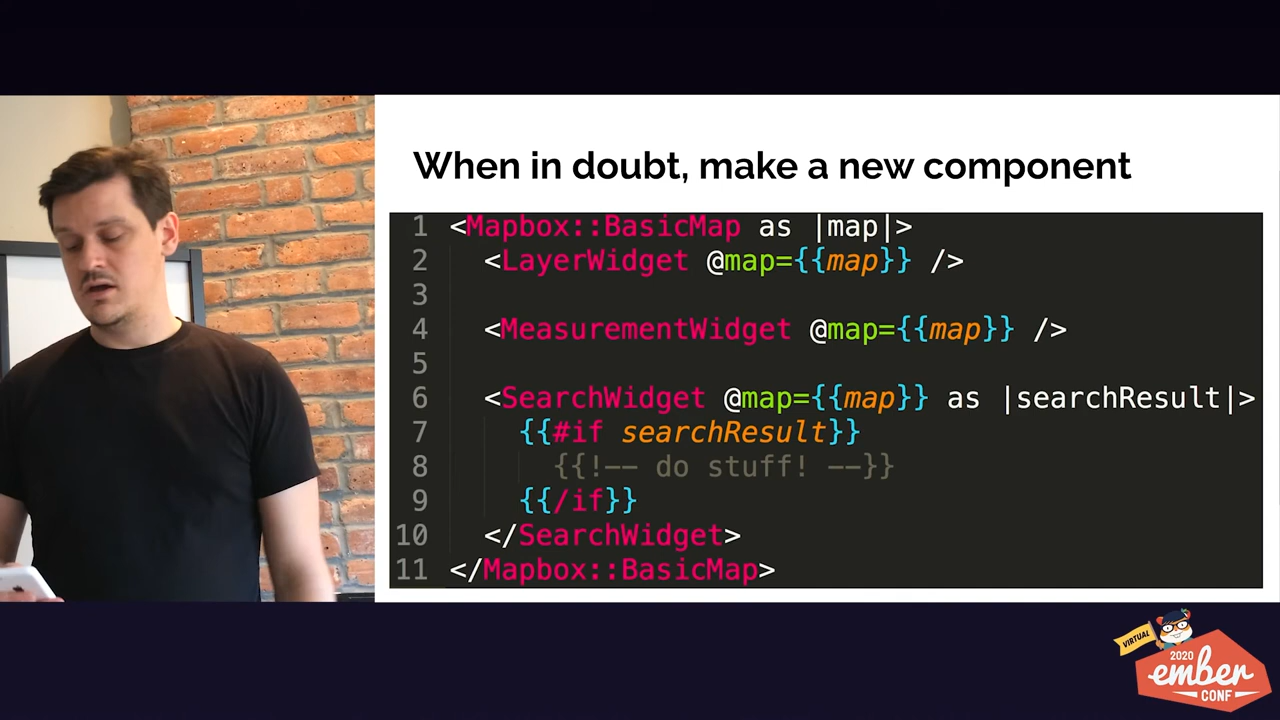 When in doubt, make a new component
1 <Mapbox::BasicMap as |map|>
2   <LayerWidget @map={{map}} />
3
4   <MeasurementWidget @map={{map}} />
5
6   <SearchWidget @map={{map}} as |searchResult|>
7     {{#if searchResult}}
8       {{!-- do stuff! --}}
9     {{/if}}
10   </SearchWidget>
11 </Mapbox::BasicMap>
VIRTUAL
2020
ember
CONF